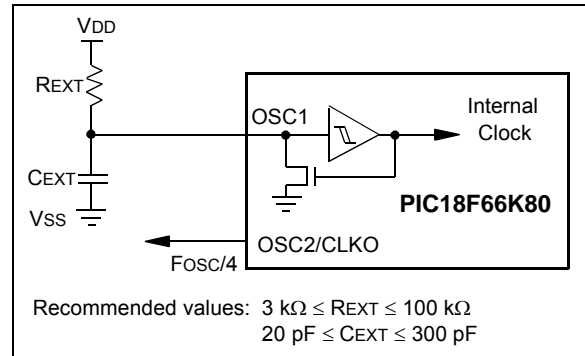 VDD
REXT
OSC1
Internal
Clock
CEXT
PIC18F66K80
VSS
OSC2/CLKO
FOSC/4
Recommended values: 3 kΩ ≤ REXT ≤ 100 kΩ
20 pF ≤ CEXT ≤ 300 pF